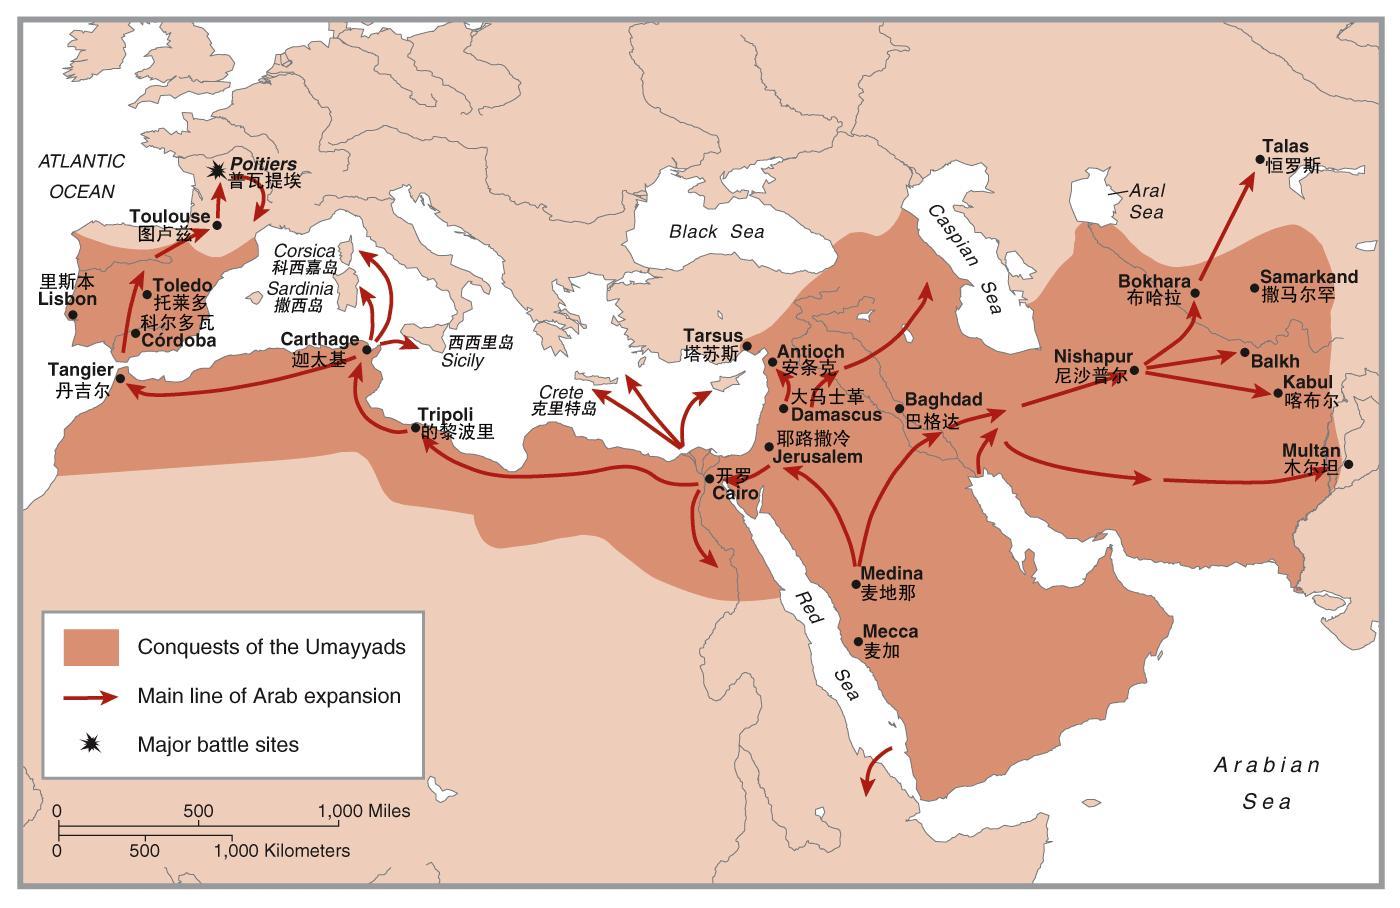 ATLANTIC
OCEAN
Poitiers
普瓦提埃
Toulouse
图卢兹
里斯本
Lisbon
Toledo
托莱多
科尔多瓦
Córdoba
Tangier
丹吉尔
Corsica
科西嘉岛
Sardinia
撒西岛
Carthage
迦太基
西西里岛
Sicily
Tripoli
的黎波里
Crete
克里特岛
Black Sea
Caspian
Sea
Aral
Sea
Talas
恒罗斯
Bokhara
布哈拉
Samarkand
撒马尔罕
Nishapur
尼沙普尔
Balkh
Kabul
喀布尔
Multan
木尔坦
Tarsus
塔苏斯
Antioch
安条克
大马士革
Damascus
Baghdad
巴格达
耶路撒冷
Jerusalem
开罗
Cairo
Medina
麦地那
Mecca
麦加
Red
Sea
Arabian
Sea
Conquests of the Umayyads
Main line of Arab expansion
Major battle sites
0 500 1,000 Miles
0 500 1,000 Kilometers